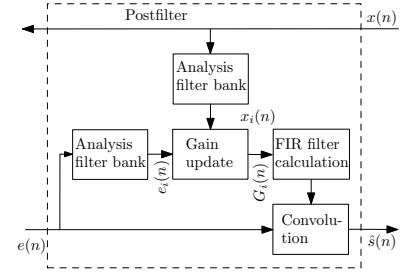 Postfilter
x(n)
Analysis
filter bank
x_i(n)
Analysis
filter bank
e_i(n)
Gain
update
G_i(n)
FIR filter
calculation
e(n)
Convolu-
tion
ŝ(n)